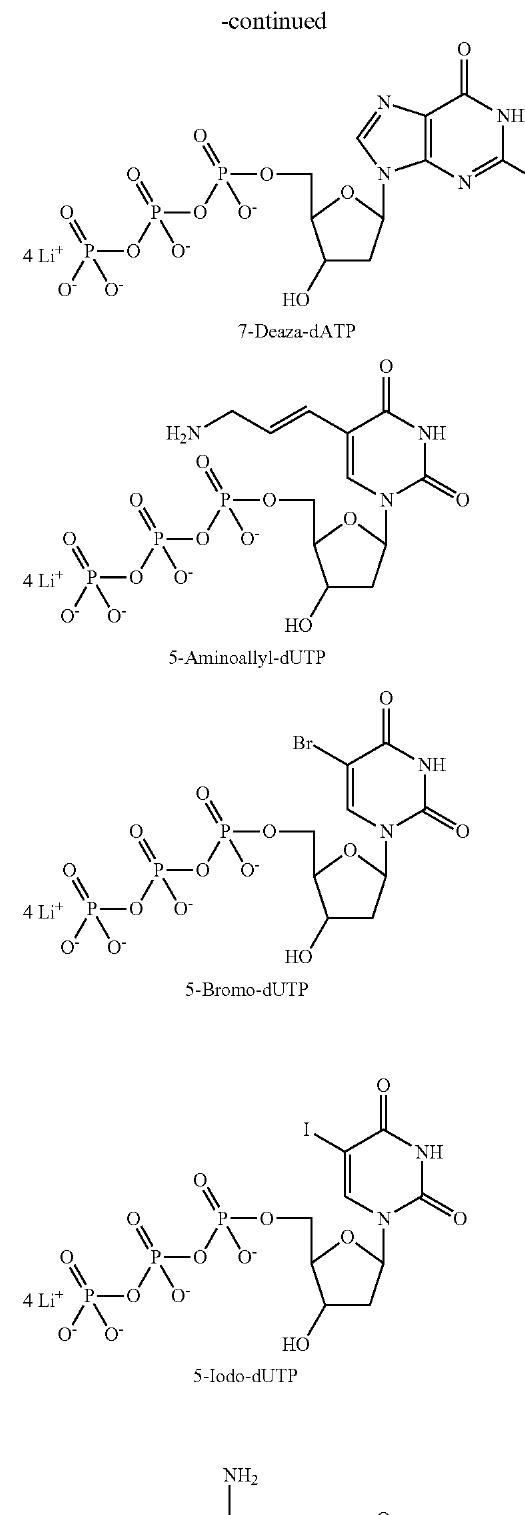 -continued
O
N NH
O
P O O N N
O P O O-
O P O O-
4 Li+ O- O- HO
7-Deaza-dATP
O
H2N NH
O
P O N O
O P O O- O
O P O O-
4 Li+ O- O- HO
5-Aminoallyl-dUTP
O
Br NH
O
P O N O
O P O O- O
O P O O-
4 Li+ O- O- HO
5-Bromo-dUTP
O
I NH
O
P O N O
O P O O- O
O P O O-
4 Li+ O- O- HO
5-Iodo-dUTP
NH2